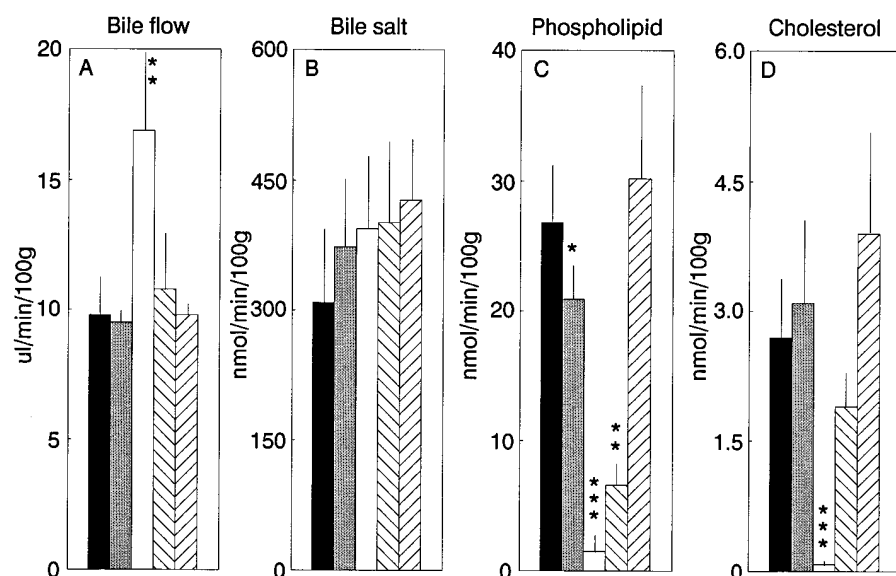 Bile flow
Bile salt
Phospholipid
Cholesterol
A
B
C
D
20
15
10
5
0
ul/min/100g
600
450
300
150
0
nmol/min/100g
40
30
20
10
0
nmol/min/100g
6.0
4.5
3.0
1.5
0
nmol/min/100g
**
*
***
**
***